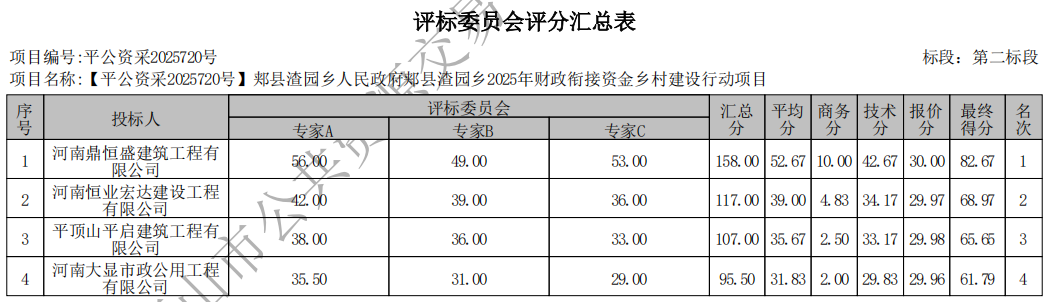 评标委员会评分汇总表
项目编号:平公资采2025720号 标段：第二标段
项目名称:【平公资采2025720号】郏县渣园乡人民政府郏县渣园乡2025年财政衔接资金乡村建设行动项目
序号 投标人 评标委员会 汇总分 平均分 商务分 技术分 报价分 最终得分 名次
专家A 专家B 专家C
1 河南鼎恒盛建筑工程有限公司 56.00 49.00 53.00 158.00 52.67 10.00 42.67 30.00 82.67 1
2 河南恒业宏达建设工程有限公司 42.00 39.00 36.00 117.00 39.00 4.83 34.17 29.97 68.97 2
3 平顶山平启建筑工程有限公司 38.00 36.00 33.00 107.00 35.67 2.50 33.17 29.98 65.65 3
4 河南大显市政公用工程有限公司 35.50 31.00 29.00 95.50 31.83 2.00 29.83 29.96 61.79 4
山市公共资源交易